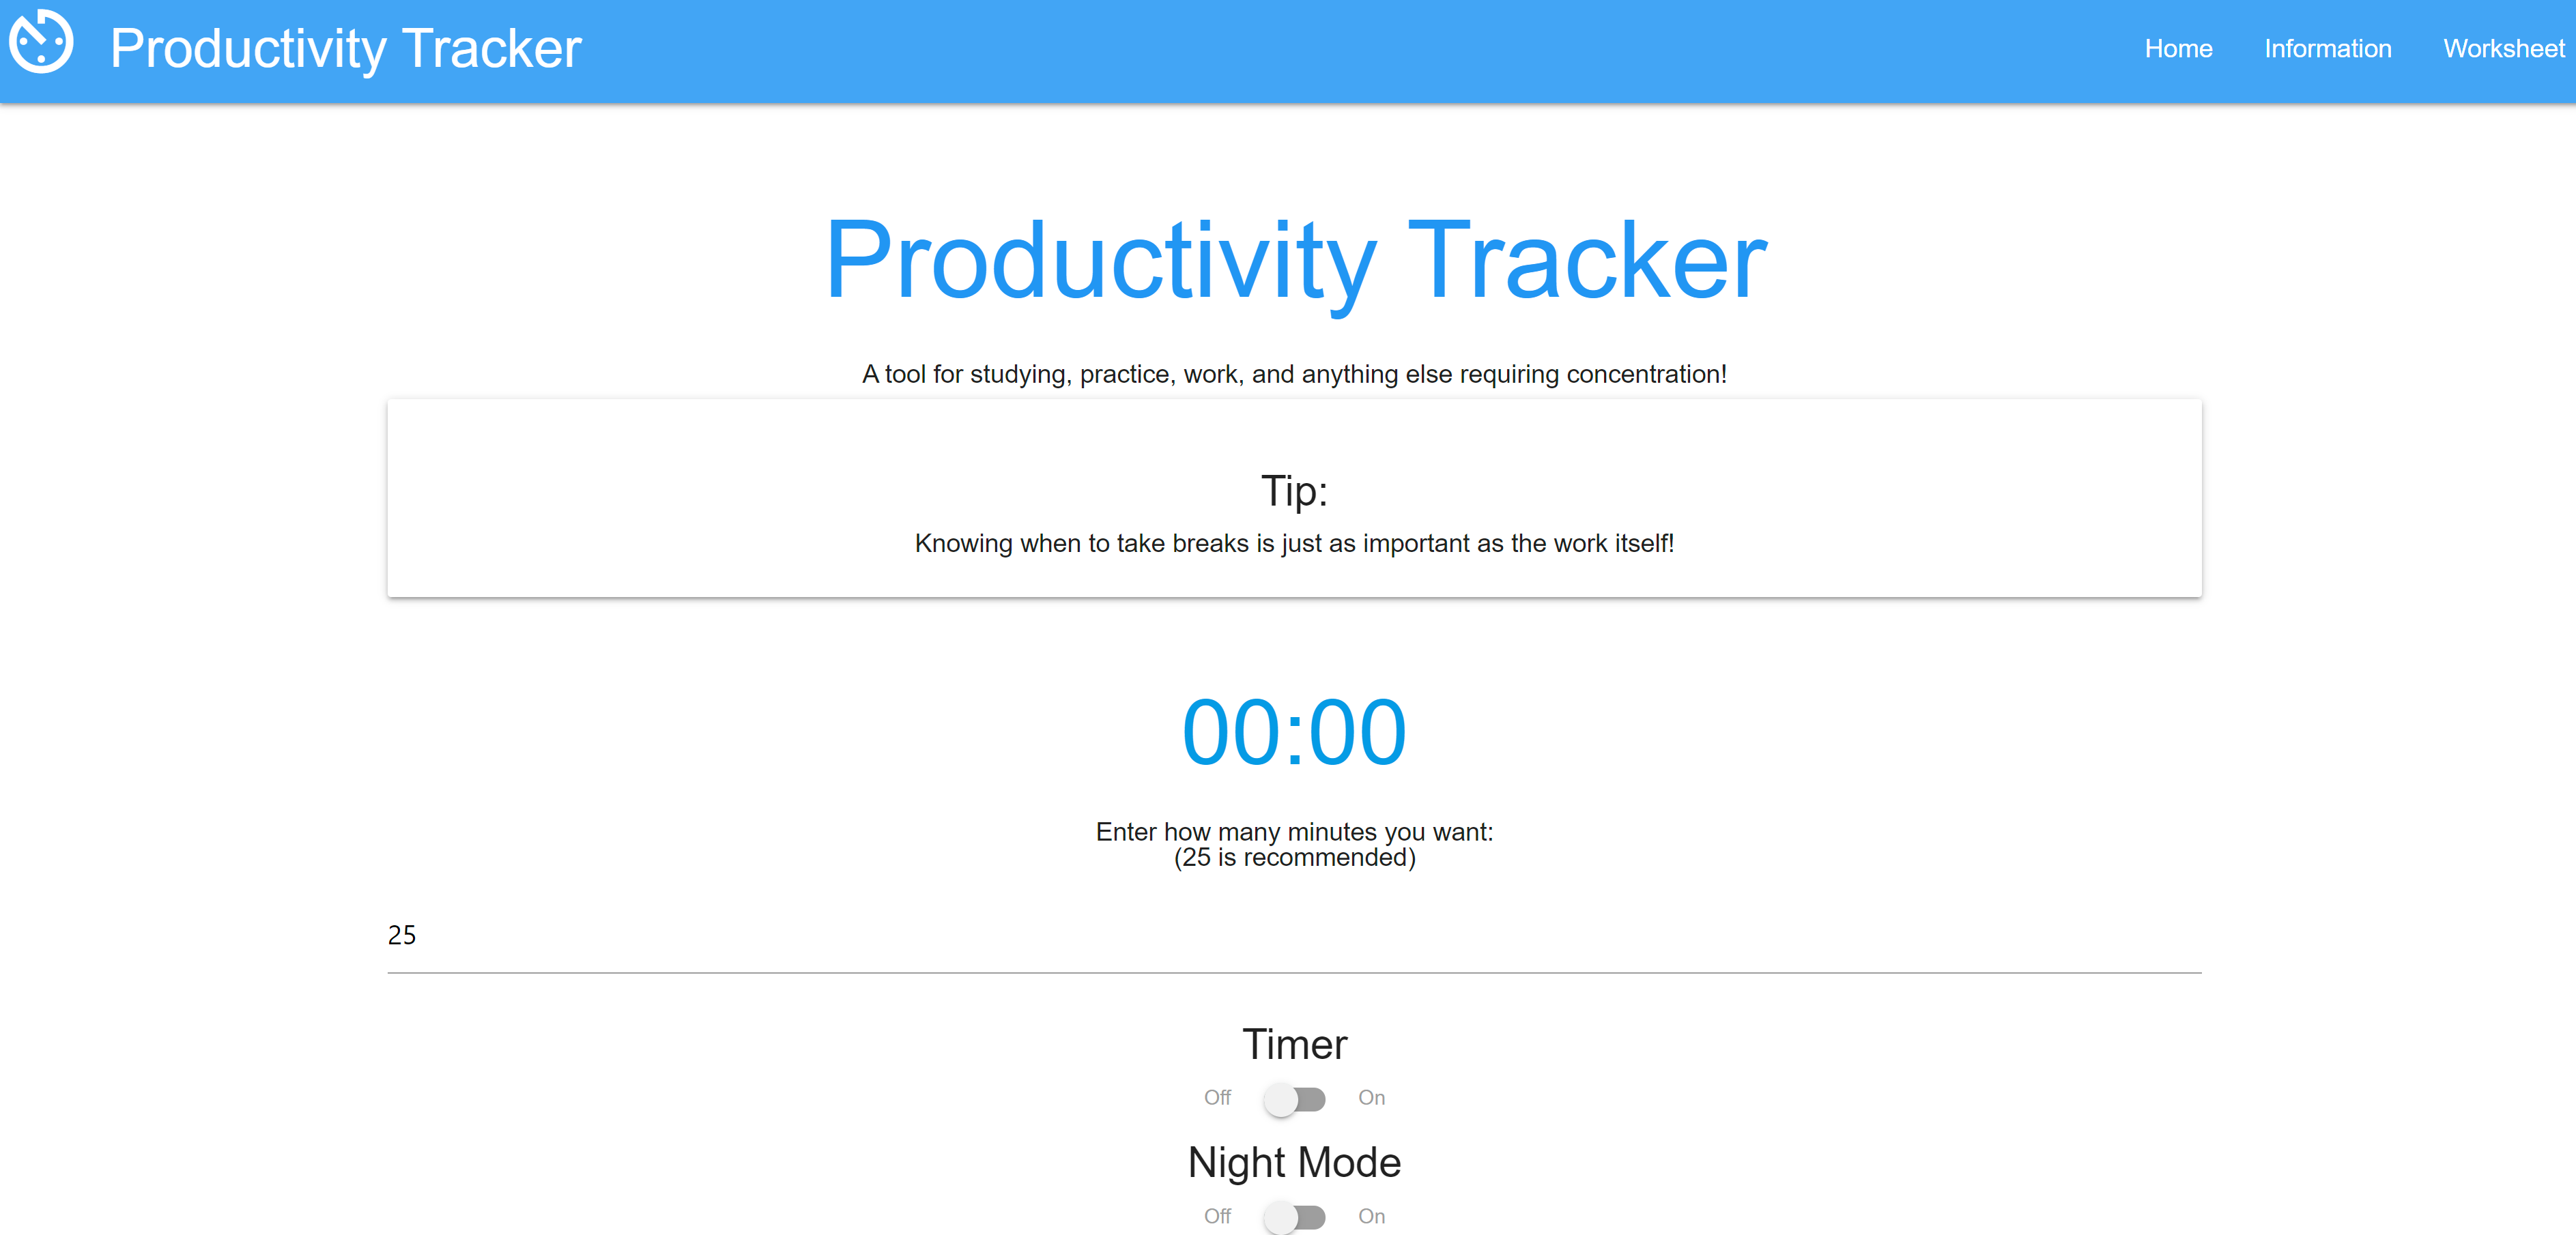 Productivity Tracker
Home Information Worksheet
Productivity Tracker
A tool for studying, practice, work, and anything else requiring concentration!
Tip:
Knowing when to take breaks is just as important as the work itself!
00:00
Enter how many minutes you want:
(25 is recommended)
25
Timer
Off On
Night Mode
Off On